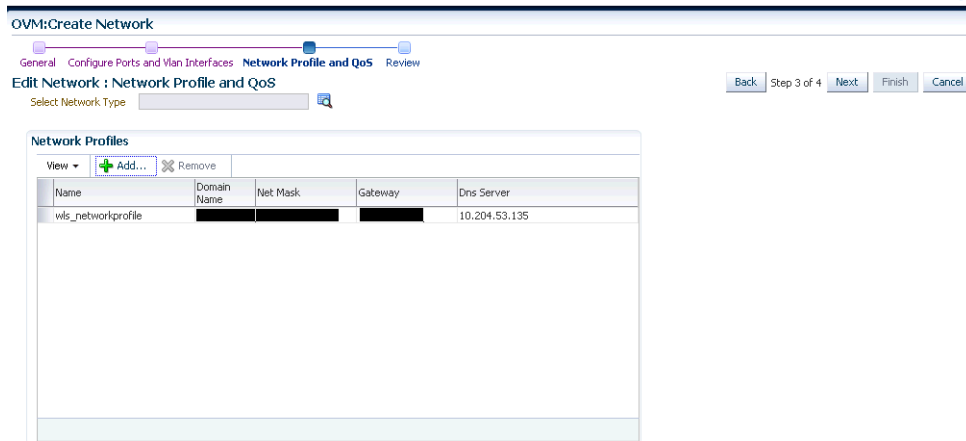 OVM:Create Network
General Configure Ports and Vlan Interfaces Network Profile and QoS Review
Edit Network : Network Profile and QoS
Back Step 3 of 4 Next Finish Cancel
Select Network Type
Network Profiles
View Add... Remove
Name Domain Name Net Mask Gateway Dns Server
wls_networkprofile 10.204.53.135